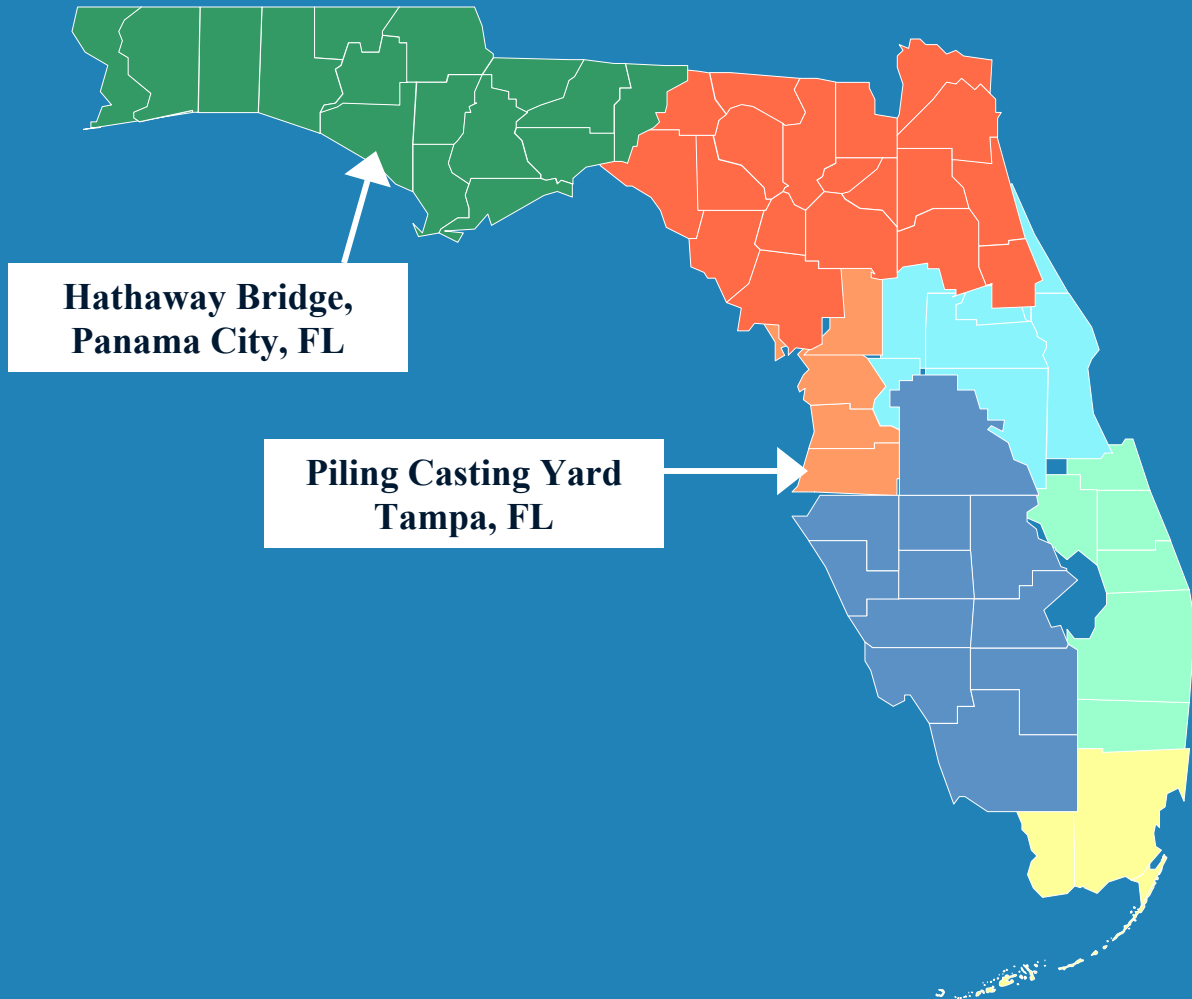 Hathaway Bridge,
Panama City, FL
Piling Casting Yard
Tampa, FL